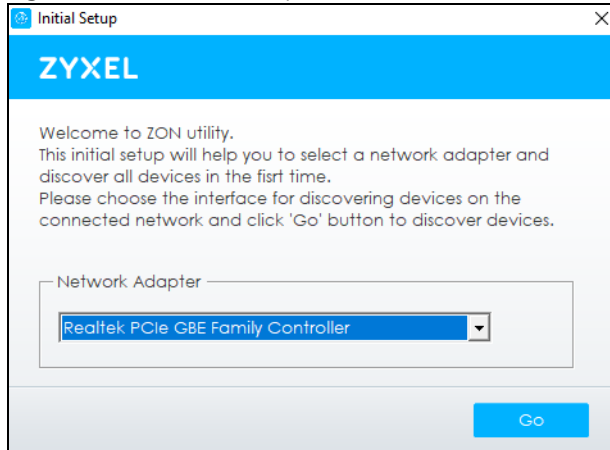 Initial Setup
ZYXEL
Welcome to ZON utility.
This initial setup will help you to select a network adapter and
discover all devices in the fisrt time.
Please choose the interface for discovering devices on the
connected network and click 'Go' button to discover devices.
Network Adapter
Realtek PCIe GBE Family Controller
Go